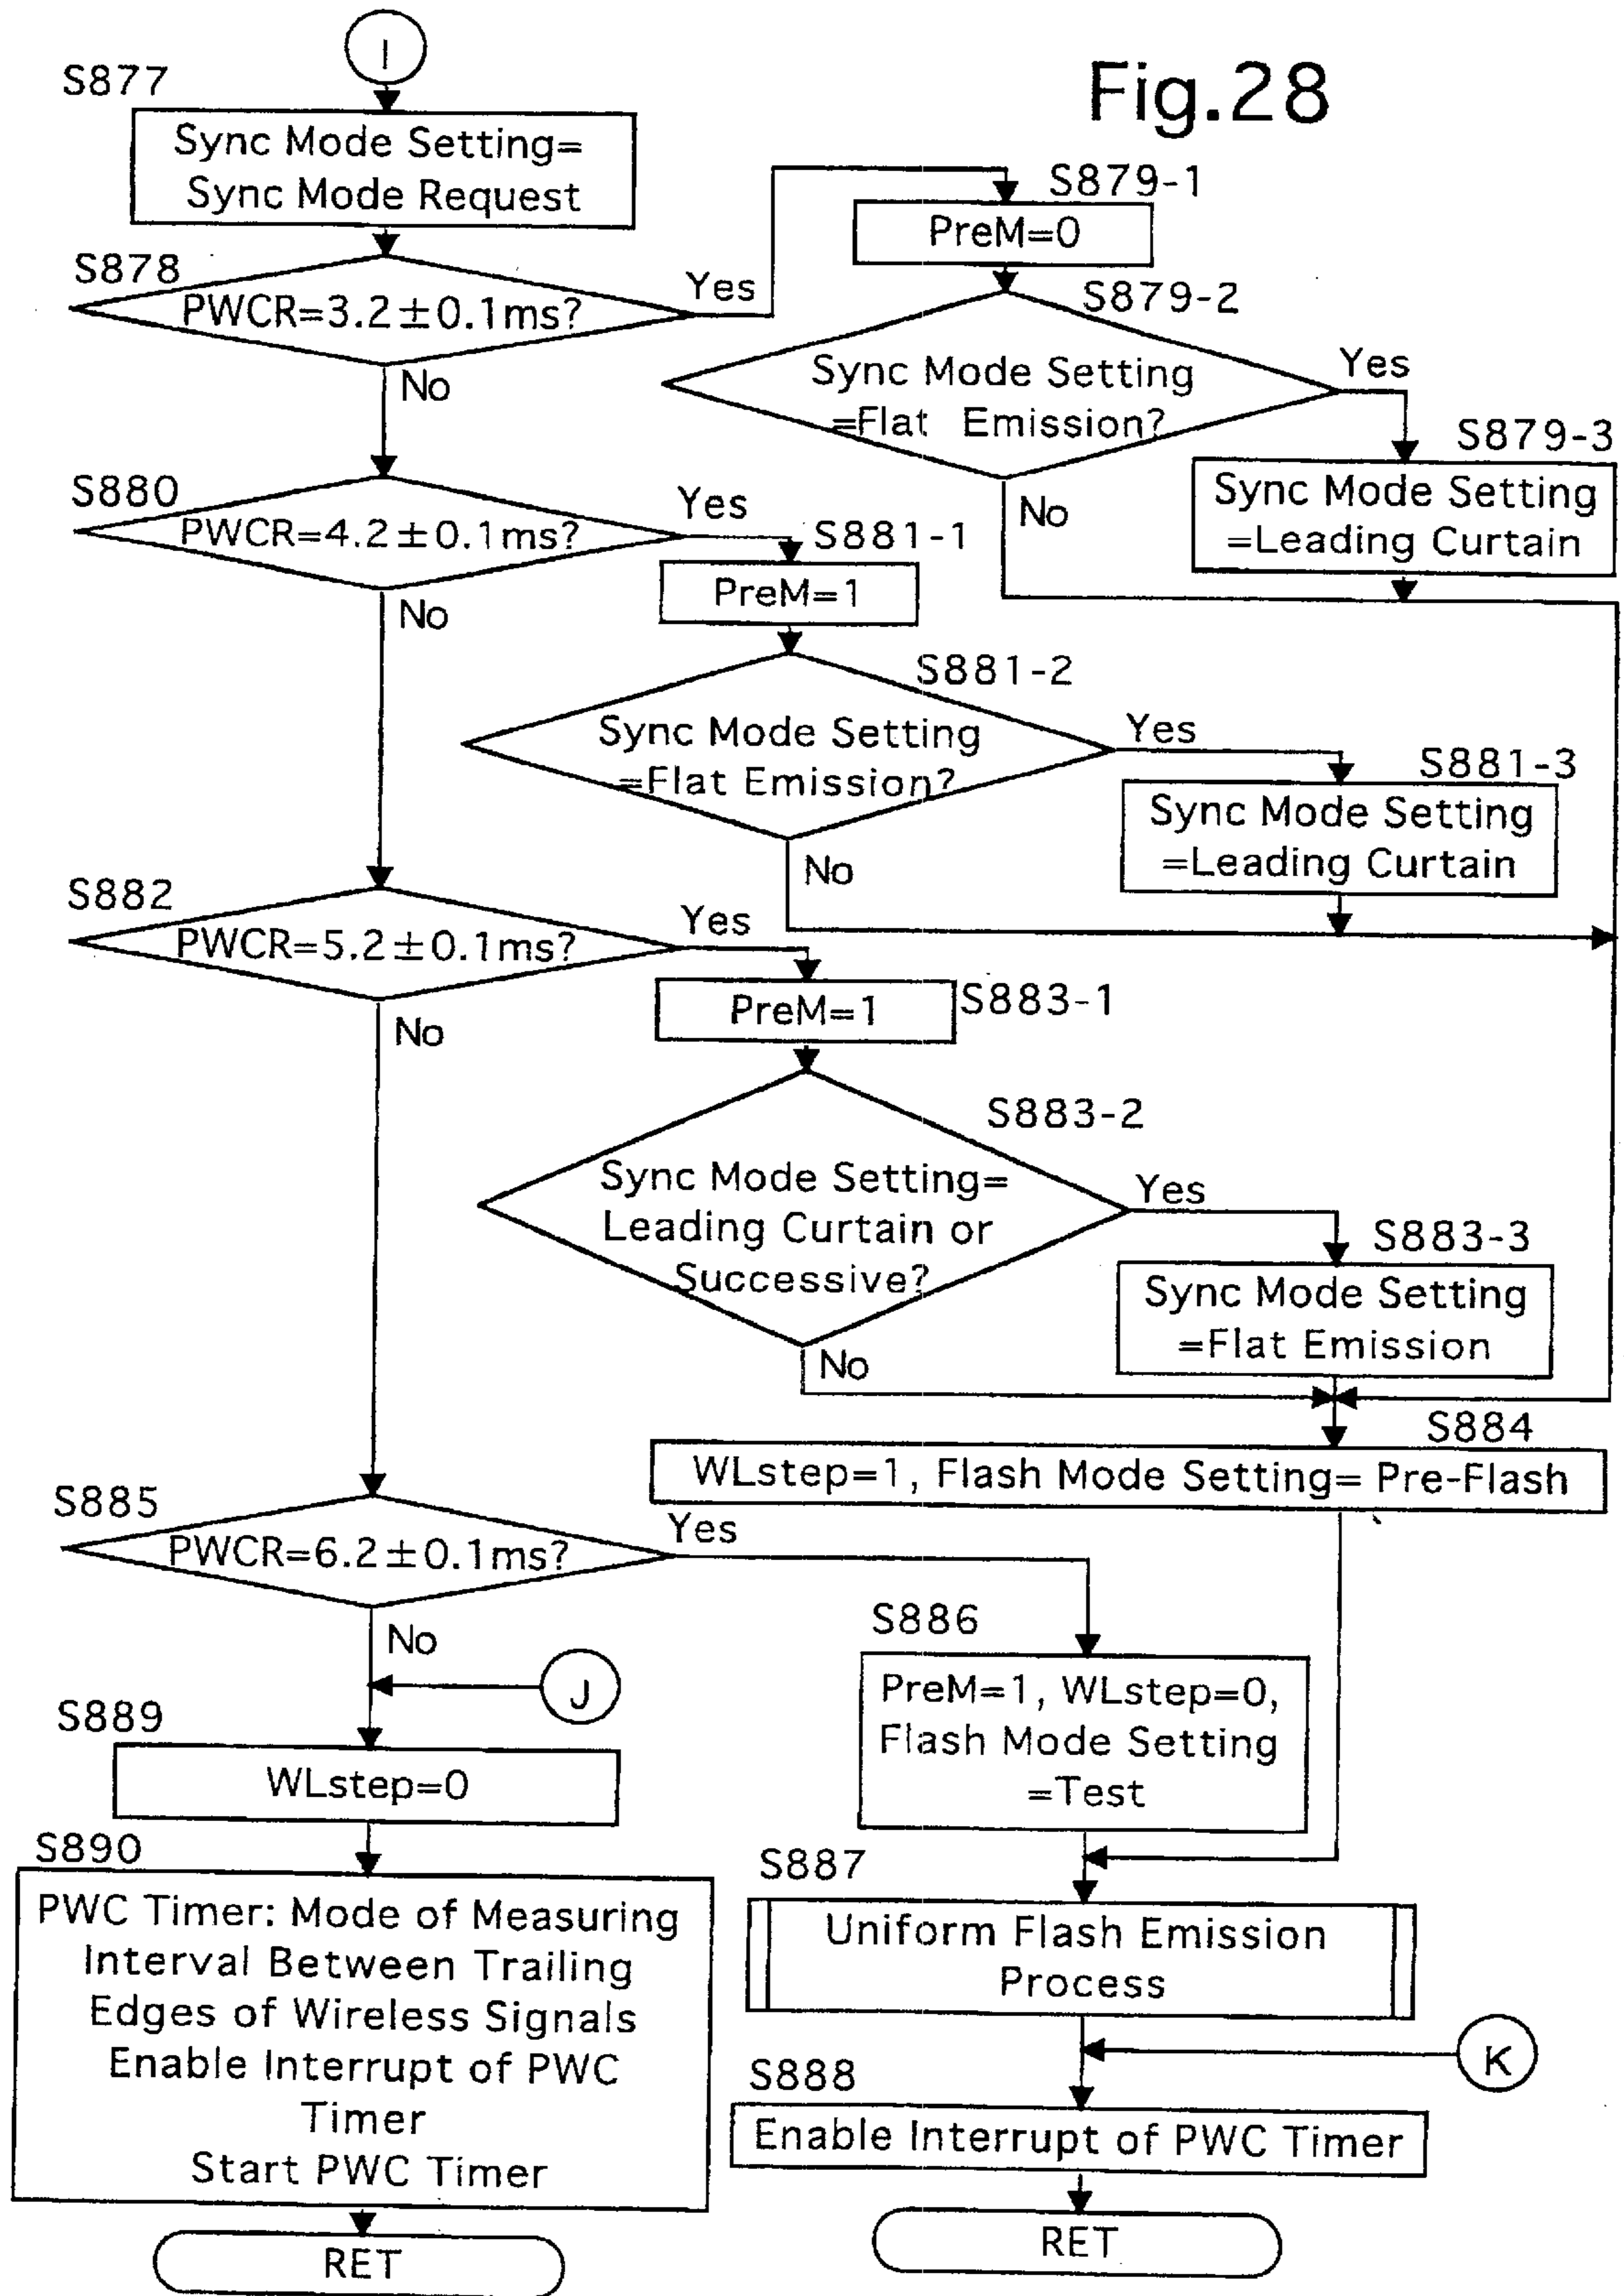 I
Fig.28
S877
Sync Mode Setting=
Sync Mode Request
S878
PWCR=3.2±0.1ms?
Yes
No
S879-1
PreM=0
S879-2
Sync Mode Setting
=Flat Emission?
Yes
No
S879-3
Sync Mode Setting
=Leading Curtain
S880
PWCR=4.2±0.1ms?
Yes
No
S881-1
PreM=1
S881-2
Sync Mode Setting
=Flat Emission?
Yes
No
S881-3
Sync Mode Setting
=Leading Curtain
S882
PWCR=5.2±0.1ms?
Yes
No
S883-1
PreM=1
S883-2
Sync Mode Setting=
Leading Curtain or
Successive?
Yes
No
S883-3
Sync Mode Setting
=Flat Emission
S884
WLstep=1, Flash Mode Setting= Pre-Flash
S885
PWCR=6.2±0.1ms?
Yes
No
S886
PreM=1, WLstep=0,
Flash Mode Setting
=Test
J
S889
WLstep=0
S890
PWC Timer: Mode of Measuring
Interval Between Trailing
Edges of Wireless Signals
Enable Interrupt of PWC
Timer
Start PWC Timer
RET
S887
Uniform Flash Emission
Process
K
S888
Enable Interrupt of PWC Timer
RET